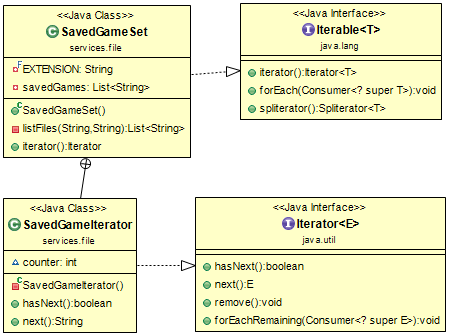 <<Java Class>>
SavedGameSet
services.file
EXTENSION: String
savedGames: List<String>
SavedGameSet()
listFiles(String,String):List<String>
iterator():Iterator
<<Java Interface>>
Iterable<T>
java.lang
iterator():Iterator<T>
forEach(Consumer<? super T>):void
spliterator():Spliterator<T>
<<Java Class>>
SavedGameIterator
services.file
counter: int
SavedGameIterator()
hasNext():boolean
next():String
<<Java Interface>>
Iterator<E>
java.util
hasNext():boolean
next():E
remove():void
forEachRemaining(Consumer<? super E>):void